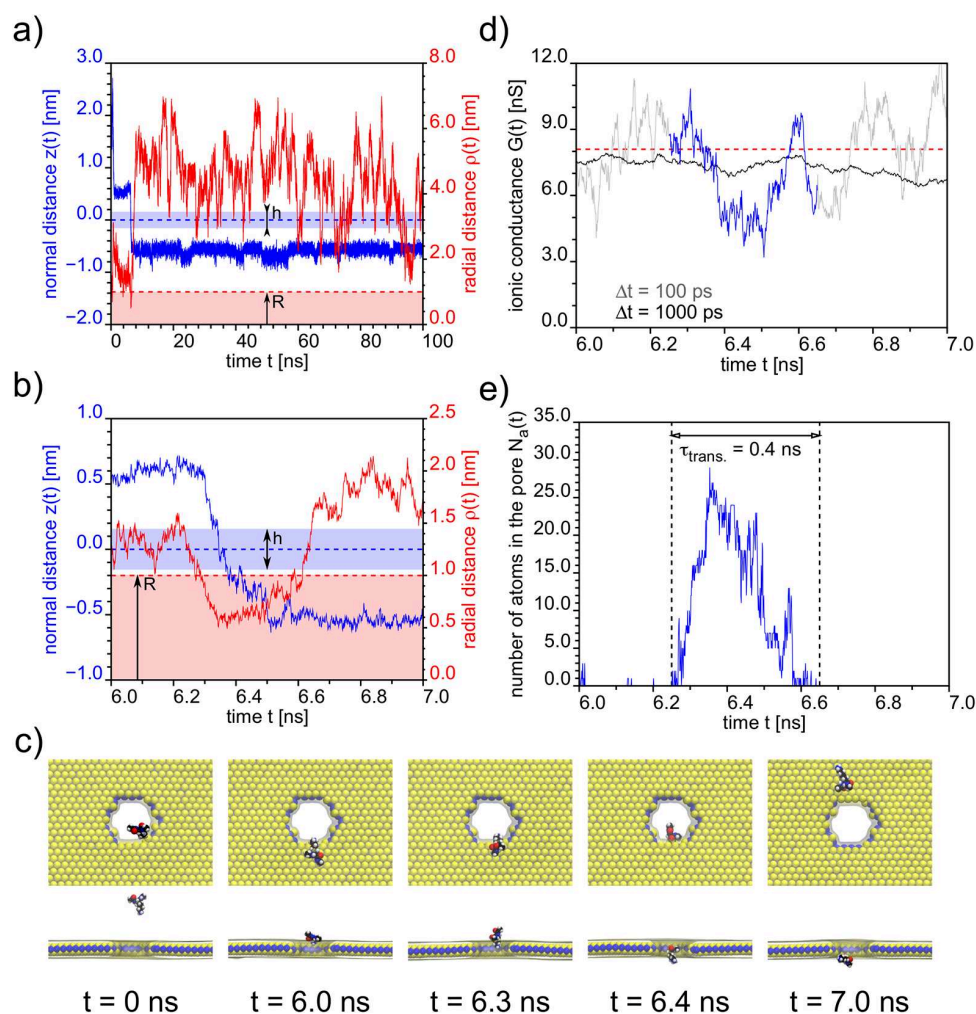 a)
3.0
2.0
1.0
0.0
−1.0
−2.0
normal distance z(t) [nm]
8.0
6.0
4.0
2.0
0.0
radial distance ρ(t) [nm]
h
R
0 20 40 60 80 100
time t [ns]
d)
12.0
9.0
6.0
3.0
0.0
ionic conductance G(t) [nS]
Δt = 100 ps
Δt = 1000 ps
6.0 6.2 6.4 6.6 6.8 7.0
time t [ns]
b)
1.0
0.5
0.0
−0.5
−1.0
normal distance z(t) [nm]
2.5
2.0
1.5
1.0
0.5
0.0
radial distance ρ(t) [nm]
h
R
6.0 6.2 6.4 6.6 6.8 7.0
time t [ns]
e)
35.0
30.0
25.0
20.0
15.0
10.0
5.0
0.0
number of atoms in the pore Na(t)
τtrans. = 0.4 ns
6.0 6.2 6.4 6.6 6.8 7.0
time t [ns]
c)
t = 0 ns t = 6.0 ns t = 6.3 ns t = 6.4 ns t = 7.0 ns